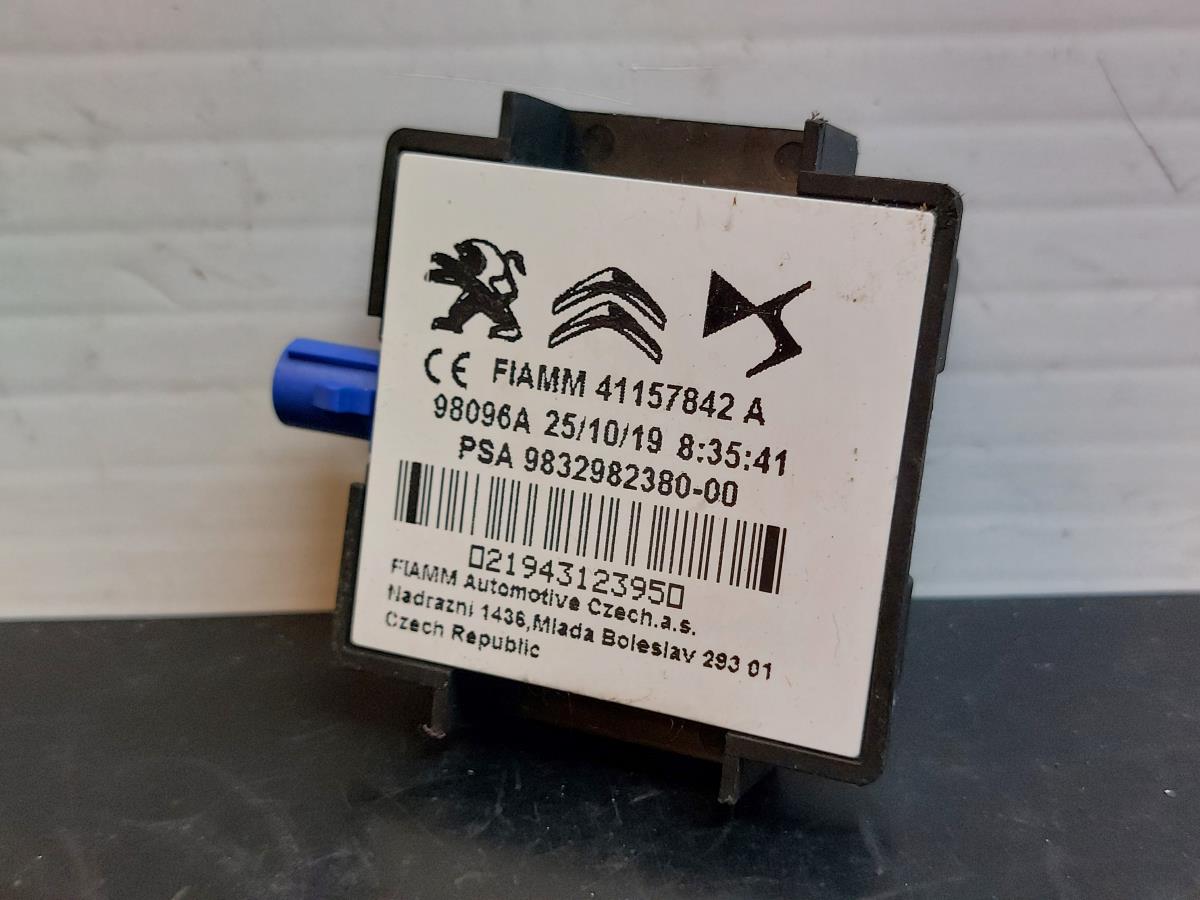 CE FIAMM 41157842 A
98096A 25/10/19 8:35:41
PSA 9832982380-00
021943123950
FIAMM Automotive Czech.a.s.
Nadrazni 1436,Mlada Boleslav 293 01
Czech Republic